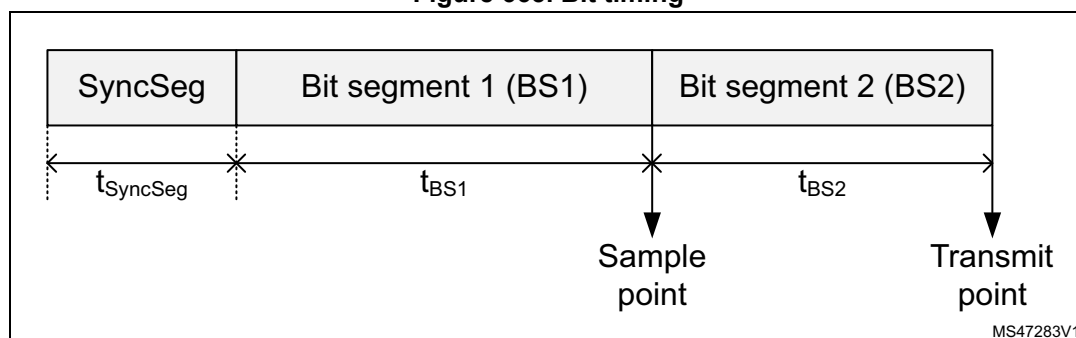 SyncSeg
Bit segment 1 (BS1)
Bit segment 2 (BS2)
tSyncSeg
tBS1
tBS2
Sample
point
Transmit
point
MS47283V1